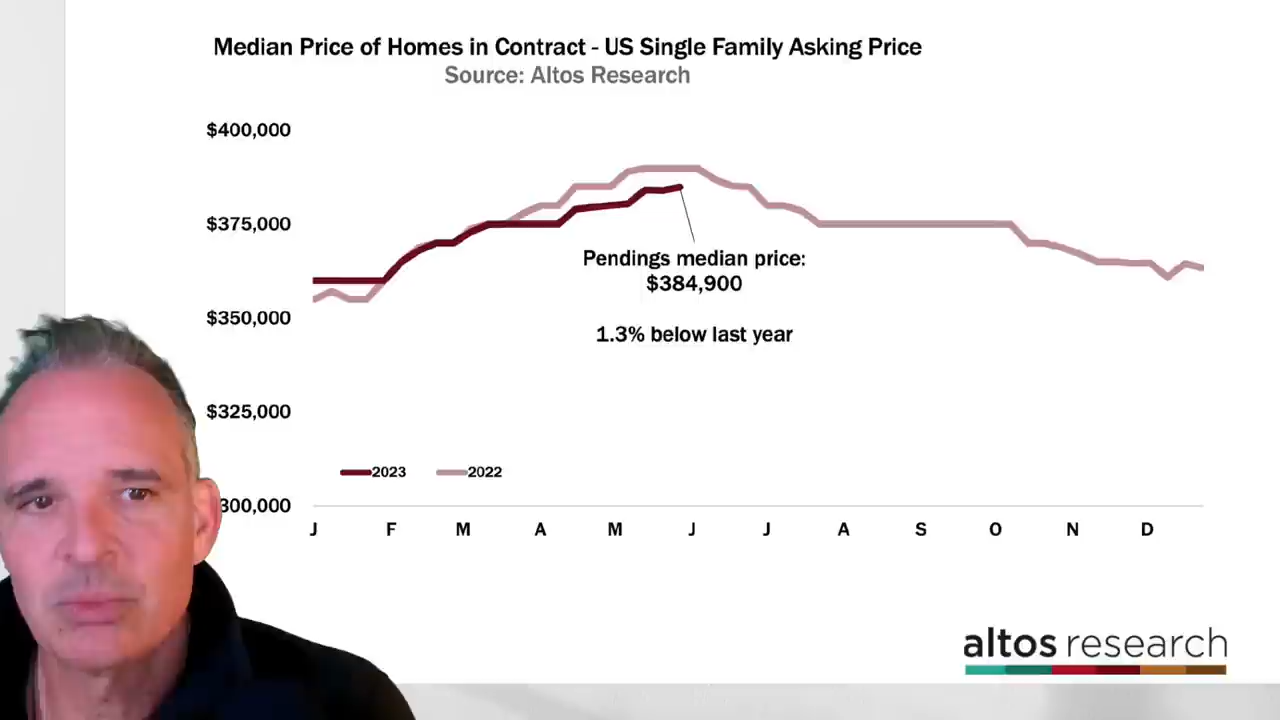 Median Price of Homes in Contract - US Single Family Asking Price
Source: Altos Research
$400,000
$375,000
$350,000
$325,000
300,000
Pendings median price:
$384,900
1.3% below last year
2023 2022
J F M A M J J A S O N D
altos research